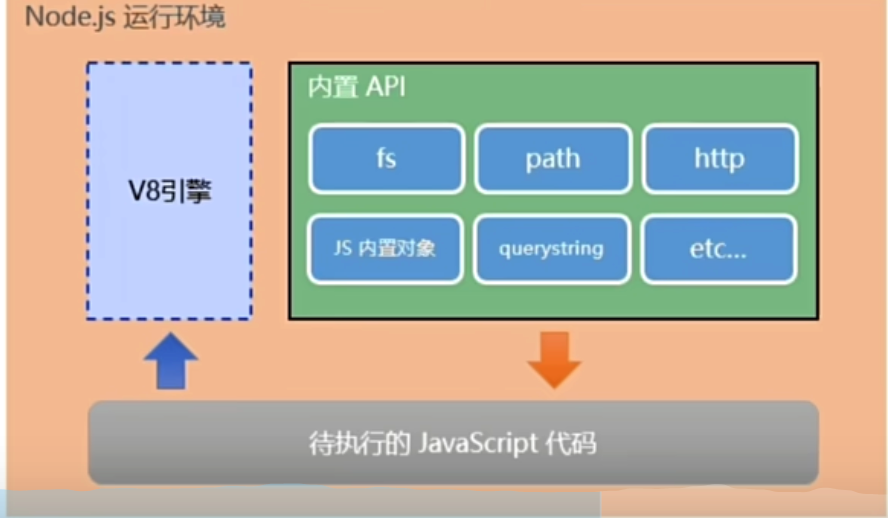 Node.js 运行环境
V8引擎
内置 API
fs
path
http
JS 内置对象
querystring
etc...
待执行的 JavaScript 代码